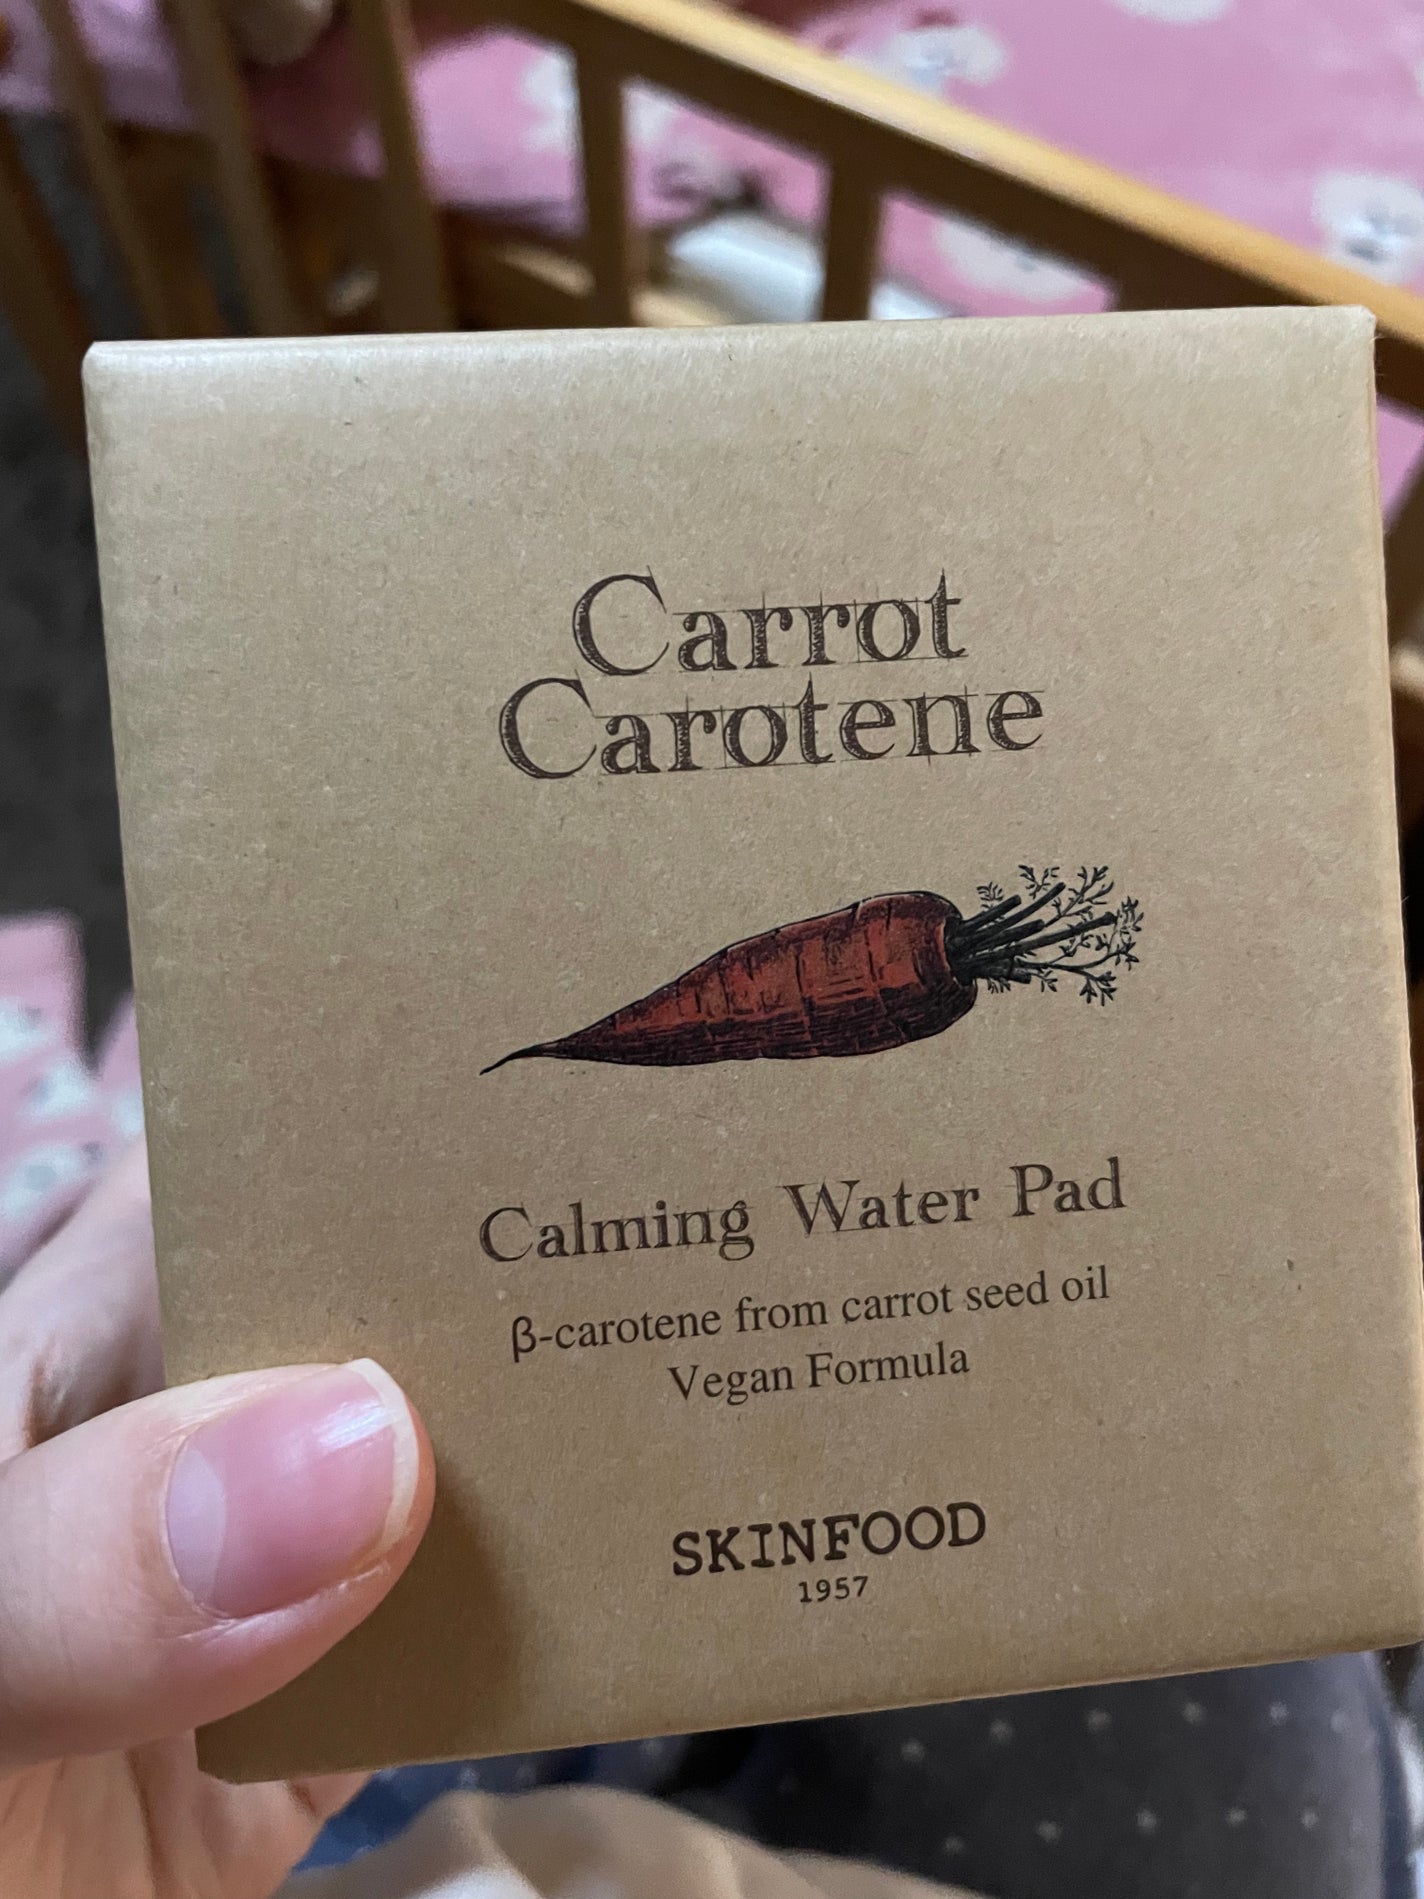 Carrot
Carotene
Calming Water Pad
β-carotene from carrot seed oil
Vegan Formula
SKINFOOD
1957